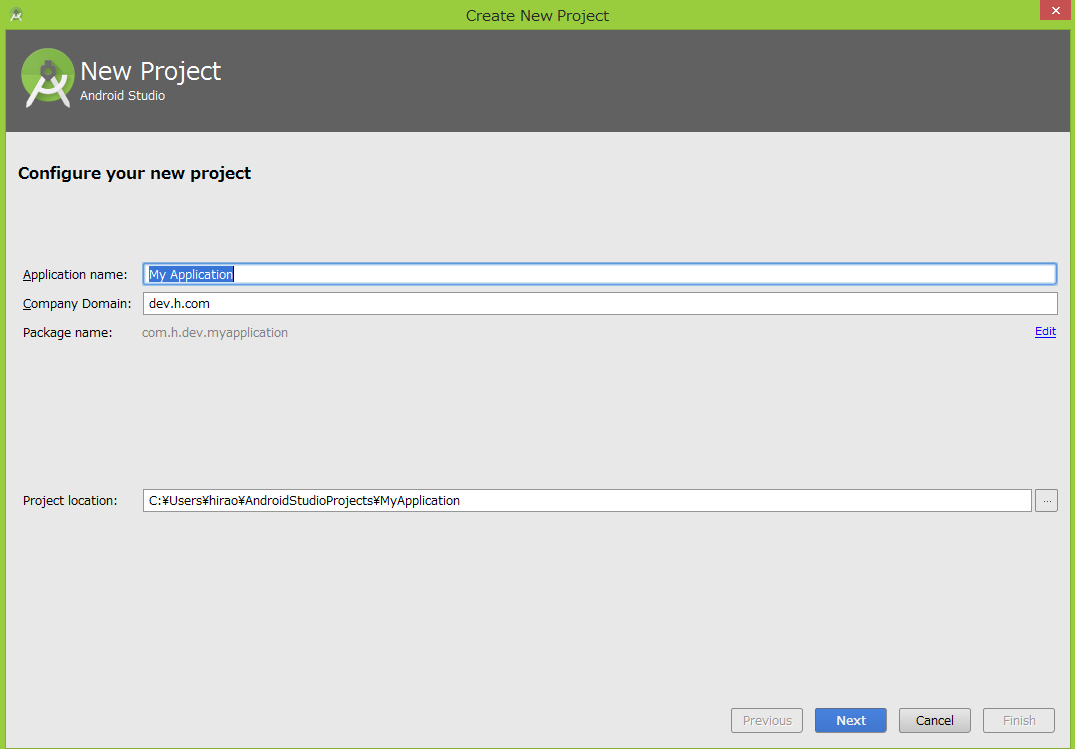 Create New Project
New Project
Android Studio
Configure your new project
Application name: My Application
Company Domain: dev.h.com
Package name: com.h.dev.myapplication Edit
Project location: C:¥Users¥hirao¥AndroidStudioProjects¥MyApplication ...
Previous Next Cancel Finish